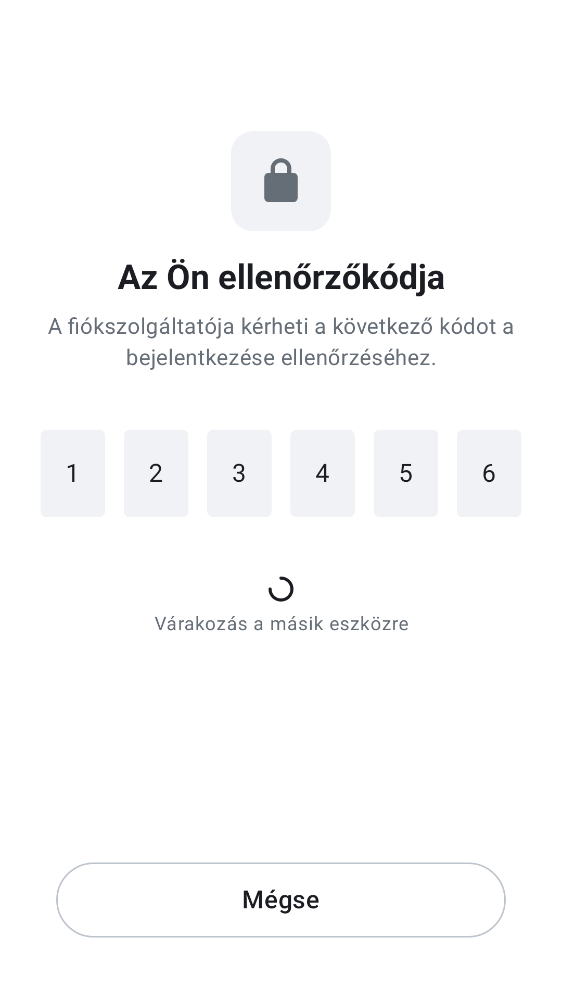 Az Ön ellenőrzőkódja
A fiókszolgáltatója kérheti a következő kódot a
bejelentkezése ellenőrzéséhez.
1 2 3 4 5 6
Várakozás a másik eszközre
Mégse